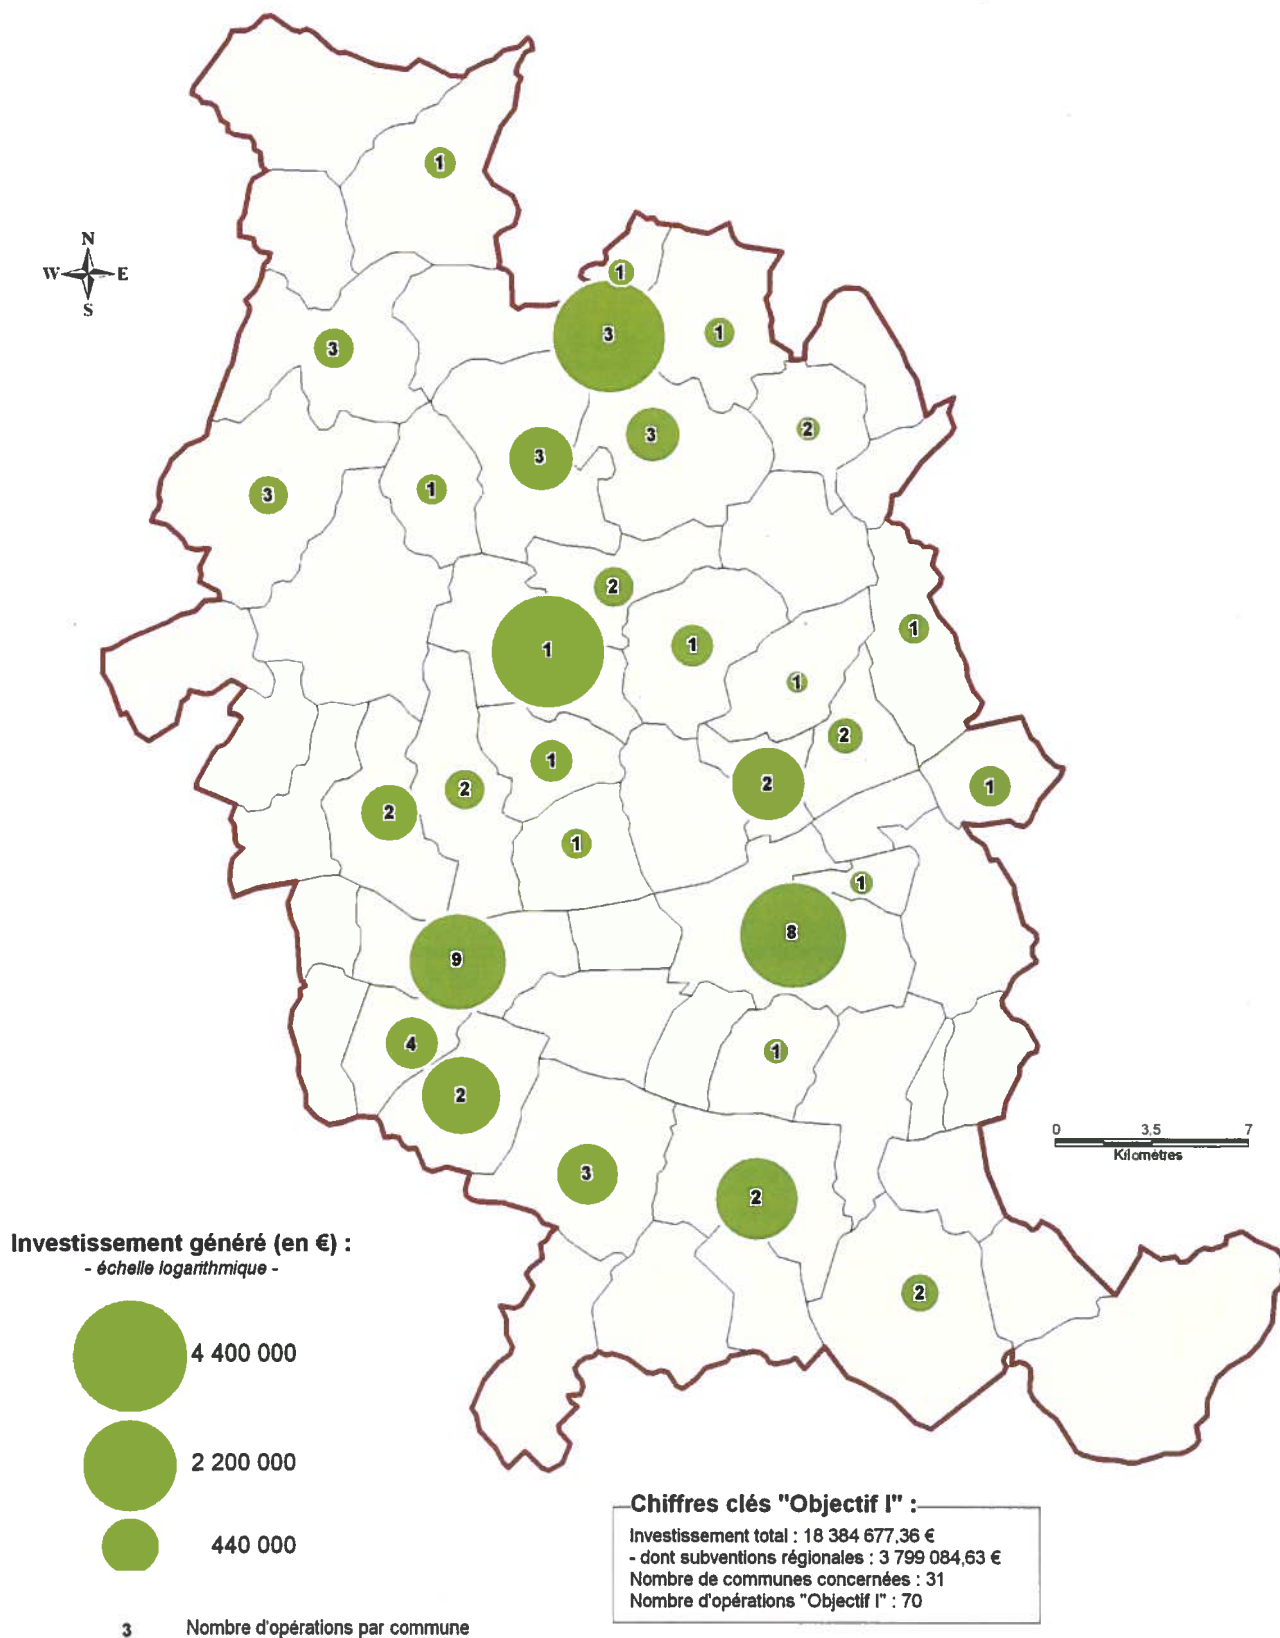 1
N
W E
S
1
3
1
3
3
3
2
3
1
2
1
1
1
1
2
1
2
1
2
2
2
1
1
8
9
4
1
2
0 3,5 7
Kilomètres
3
2
2
Investissement généré (en €) :
- échelle logarithmique -
4 400 000
2 200 000
440 000
Chiffres clés "Objectif I" :
Investissement total : 18 384 677,36 €
- dont subventions régionales : 3 799 084,63 €
Nombre de communes concernées : 31
Nombre d'opérations "Objectif I" : 70
3 Nombre d'opérations par commune